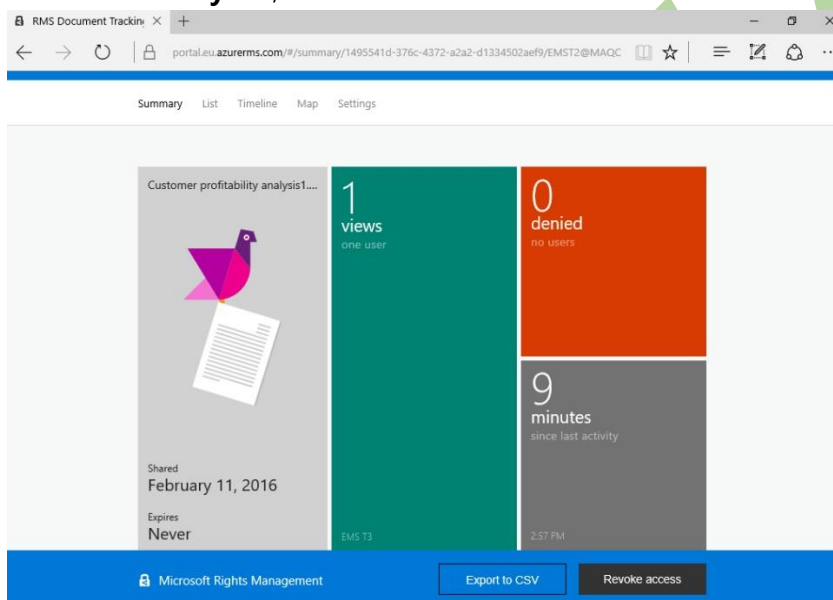 RMS Document Trackin
portal.eu.azurerms.com/#/summary/1495541d-376c-4372-a2a2-d1334502aef9/EMST2@MAQC
Summary List Timeline Map Settings
Customer profitability analysis1....
1
views
one user
0
denied
no users
9
minutes
since last activity
Shared
February 11, 2016
Expires
Never
EMS T3
2:57 PM
Microsoft Rights Management
Export to CSV
Revoke access